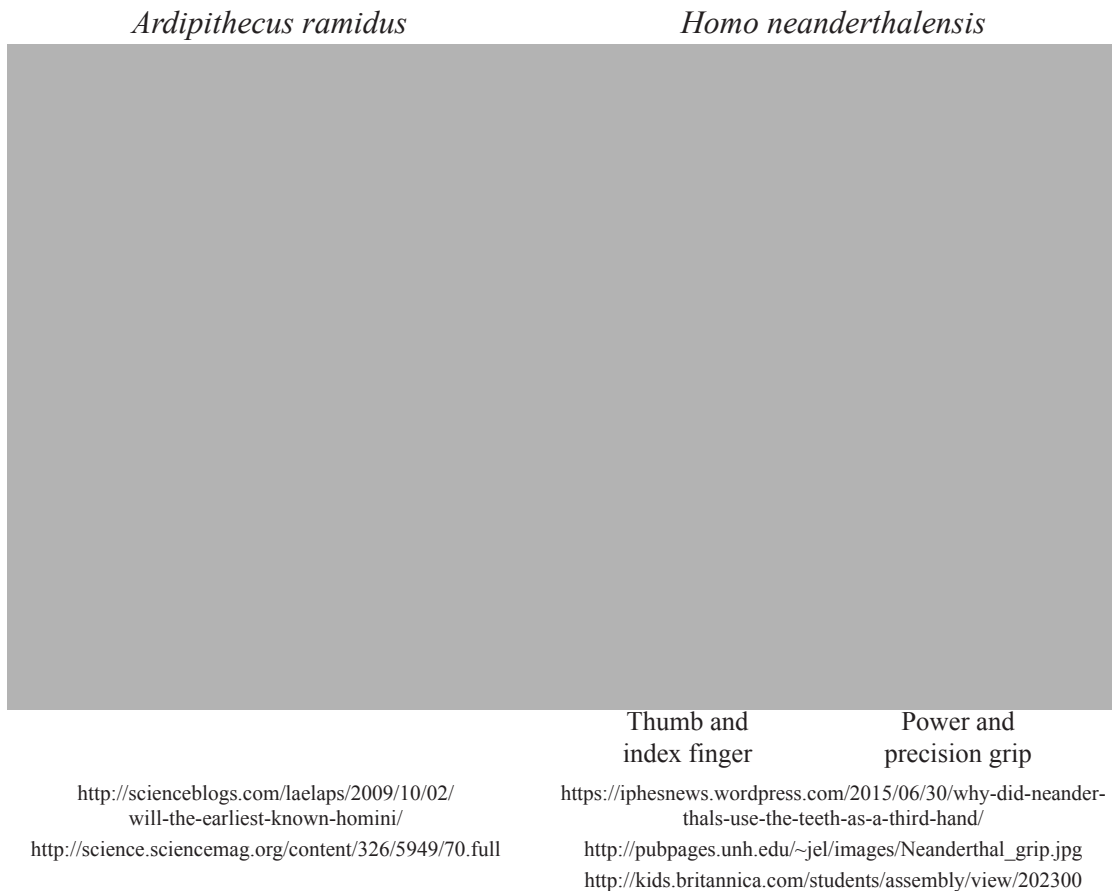 Ardipithecus ramidus
Homo neanderthalensis
Thumb and
index finger
Power and
precision grip
http://scienceblogs.com/laelaps/2009/10/02/
will-the-earliest-known-homini/
http://science.sciencemag.org/content/326/5949/70.full
https://iphesnews.wordpress.com/2015/06/30/why-did-neander-
thals-use-the-teeth-as-a-third-hand/
http://pubpages.unh.edu/~jel/images/Neanderthal_grip.jpg
http://kids.britannica.com/students/assembly/view/202300